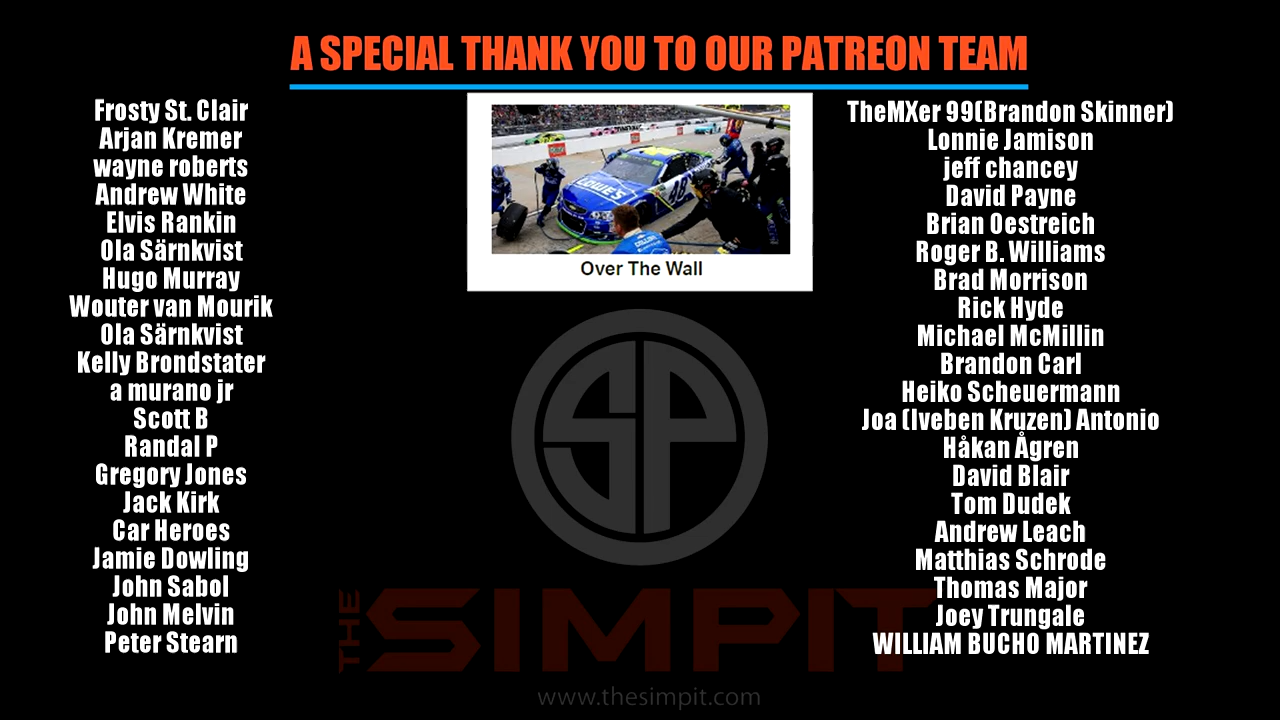 A SPECIAL THANK YOU TO OUR PATREON TEAM
Frosty St. Clair
Arjan Kremer
wayne roberts
Andrew White
Elvis Rankin
Ola Särnkvist
Hugo Murray
Wouter van Mourik
Ola Särnkvist
Kelly Brondstater
a murano jr
Scott B
Randal P
Gregory Jones
Jack Kirk
Car Heroes
Jamie Dowling
John Sabol
John Melvin
Peter Stearn
LOWE'S
48
Over The Wall
SP
THE SIMPIT
www.thesimpit.com
TheMXer 99(Brandon Skinner)
Lonnie Jamison
jeff chancey
David Payne
Brian Oestreich
Roger B. Williams
Brad Morrison
Rick Hyde
Michael McMillin
Brandon Carl
Heiko Scheuermann
Joa (Iveben Kruzen) Antonio
Håkan Ågren
David Blair
Tom Dudek
Andrew Leach
Matthias Schrode
Thomas Major
Joey Trungale
WILLIAM BUCHO MARTINEZ